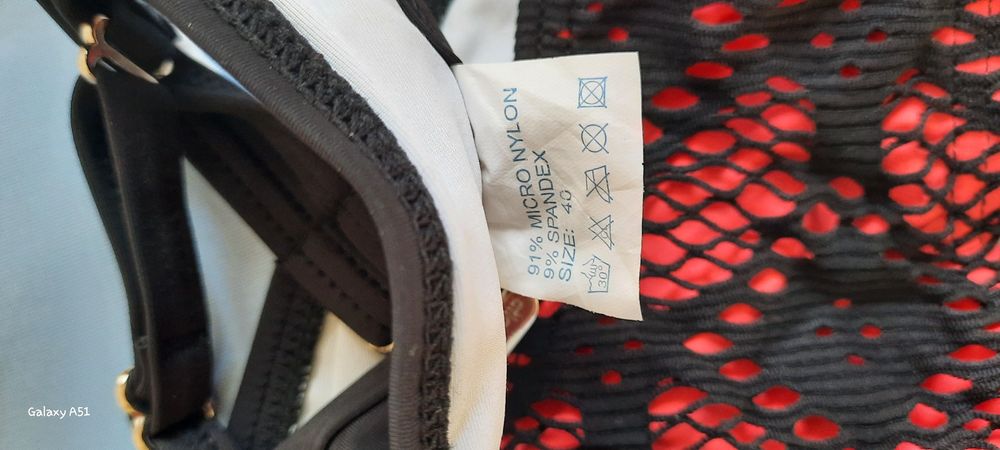 91% MICRO NYLON
9% SPANDEX
SIZE: 40
30°
Galaxy A51